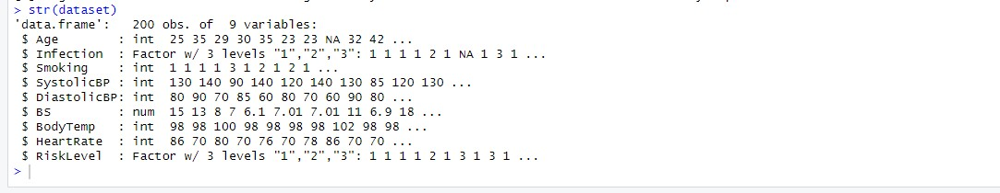 > str(dataset)
'data.frame':   200 obs. of  9 variables:
 $ Age        : int  25 35 29 30 35 23 23 NA 32 42 ...
 $ Infection  : Factor w/ 3 levels "1","2","3": 1 1 1 1 2 1 NA 1 3 1 ...
 $ Smoking    : int  1 1 1 1 3 1 2 1 2 1 ...
 $ SystolicBP : int  130 140 90 140 120 140 130 85 120 130 ...
 $ DiastolicBP: int  80 90 70 85 60 80 70 60 90 80 ...
 $ BS         : num  15 13 8 7 6.1 7.01 7.01 11 6.9 18 ...
 $ BodyTemp   : int  98 98 100 98 98 98 98 102 98 98 ...
 $ HeartRate  : int  86 70 80 70 76 70 78 86 70 70 ...
 $ RiskLevel  : Factor w/ 3 levels "1","2","3": 1 1 1 1 2 1 3 1 3 1 ...
>